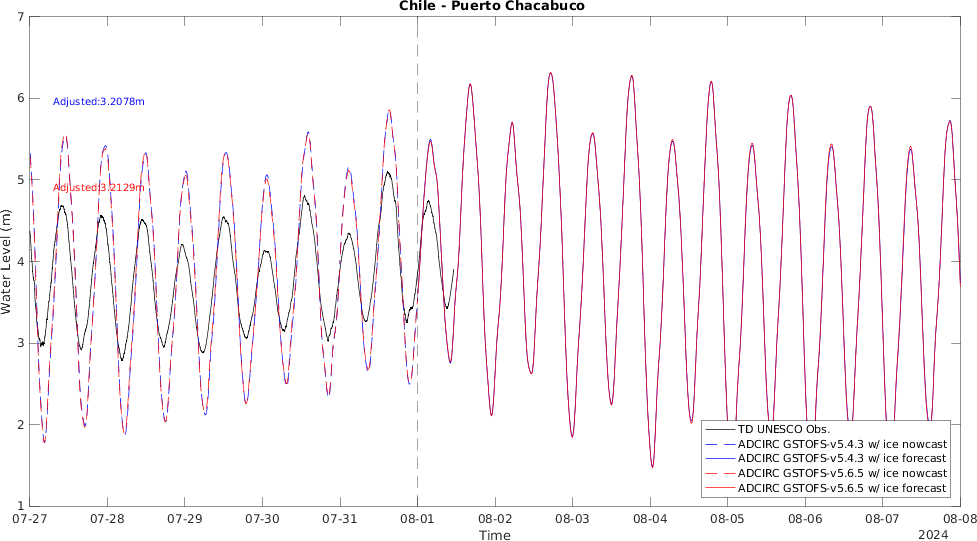 Chile - Puerto Chacabuco
Water Level (m)
7
6
5
4
3
2
1
Adjusted:3.2078m
Adjusted:3.2129m
TD UNESCO Obs.
ADCIRC GSTOFS-v5.4.3 w/ ice nowcast
ADCIRC GSTOFS-v5.4.3 w/ ice forecast
ADCIRC GSTOFS-v5.6.5 w/ ice nowcast
ADCIRC GSTOFS-v5.6.5 w/ ice forecast
07-27 07-28 07-29 07-30 07-31 08-01 08-02 08-03 08-04 08-05 08-06 08-07 08-08
Time
2024